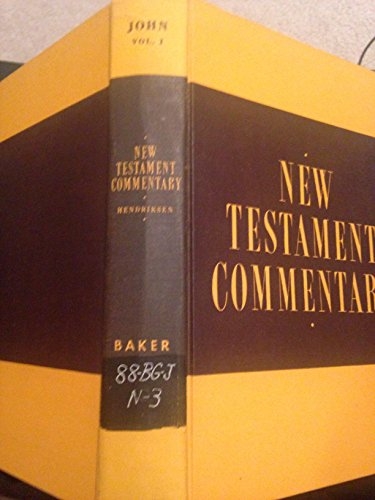 JOHN
VOL. I
NEW
TESTAMENT
COMMENTARY
HENDRIKSEN
BAKER
88-BG-J
N-3
NEW
TESTAMENT
COMMENTAR